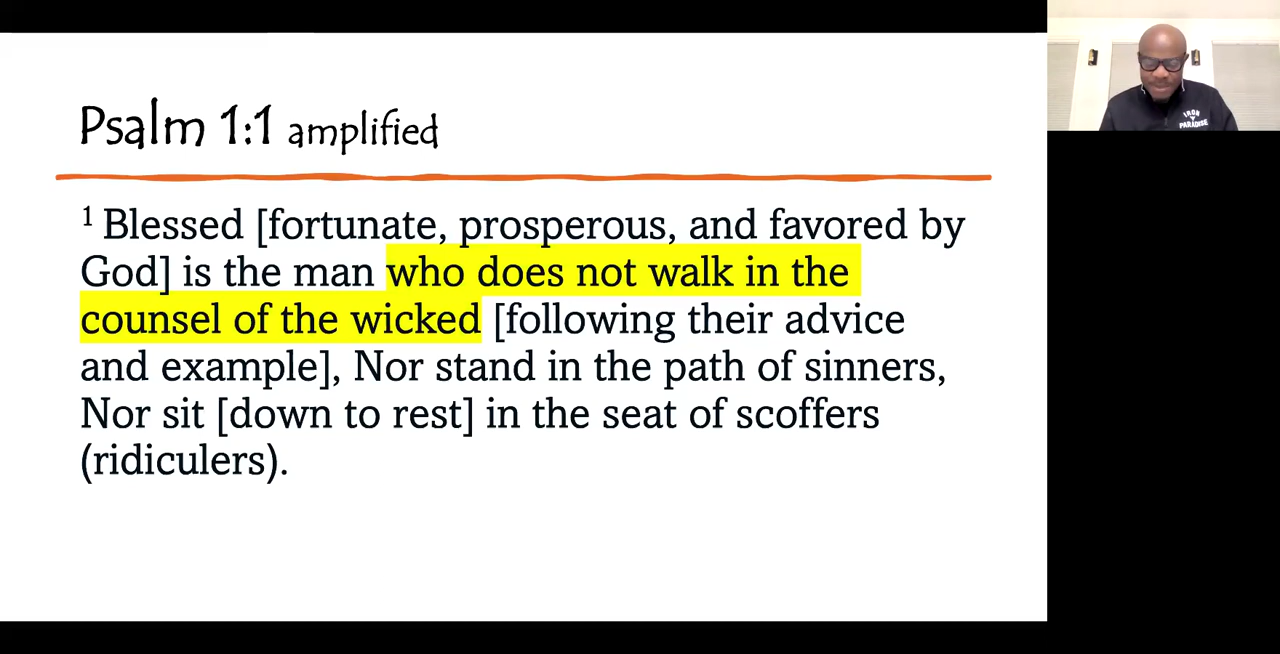 Psalm 1:1 amplified
1 Blessed [fortunate, prosperous, and favored by
God] is the man who does not walk in the
counsel of the wicked [following their advice
and example], Nor stand in the path of sinners,
Nor sit [down to rest] in the seat of scoffers
(ridiculers).
IRON
PARADISE